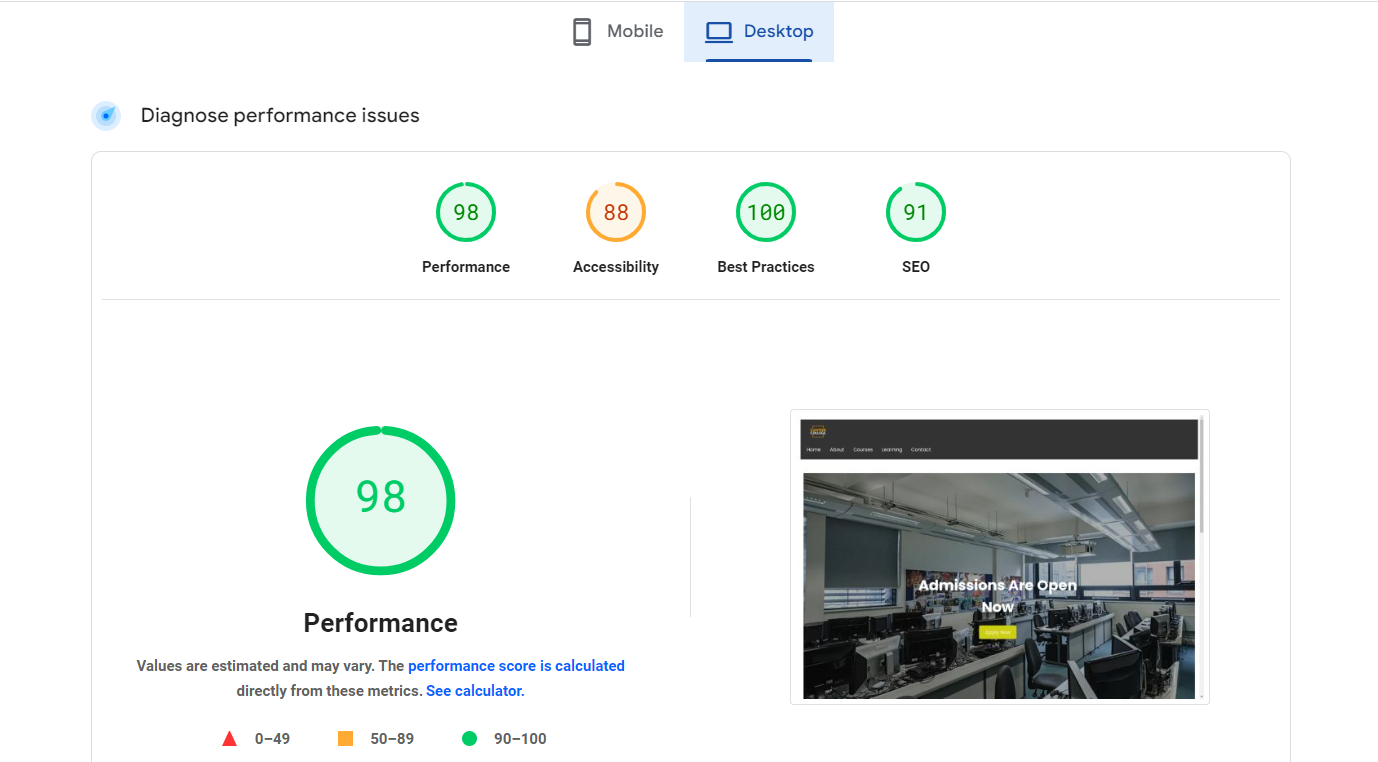 Mobile
Desktop
Diagnose performance issues
98
88
100
91
Performance
Accessibility
Best Practices
SEO
98
Performance
Values are estimated and may vary. The performance score is calculated
directly from these metrics. See calculator.
0–49
50–89
90–100
Home About Courses Learning Contact
Admissions Are Open
Now
Apply Now